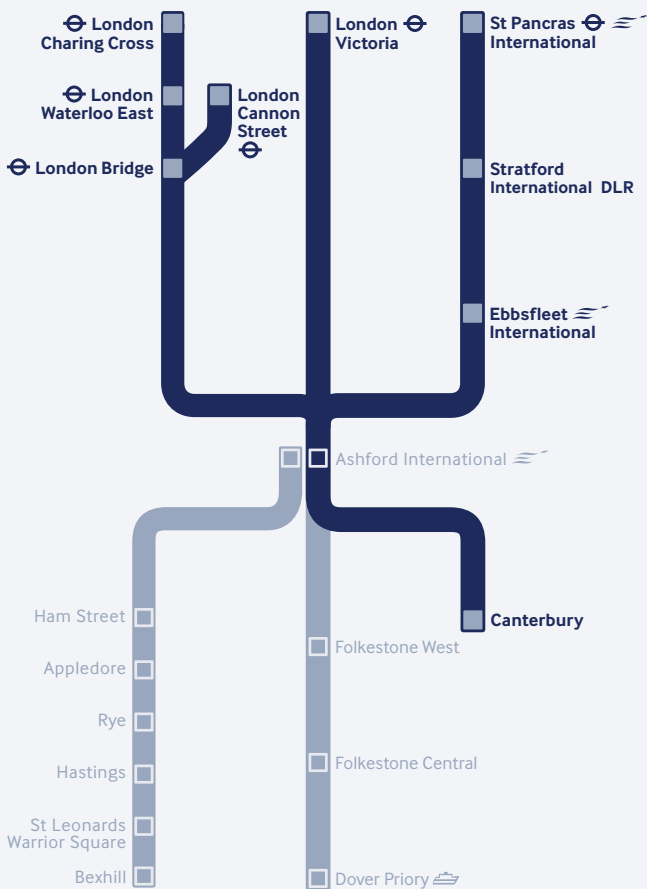 London
Charing Cross
London
Victoria
St Pancras
International
London
Waterloo East
London
Cannon
Street
London Bridge
Stratford
International DLR
Ebbsfleet
International
Ashford International
Ham Street
Canterbury
Folkestone West
Appledore
Rye
Folkestone Central
Hastings
St Leonards
Warrior Square
Bexhill
Dover Priory